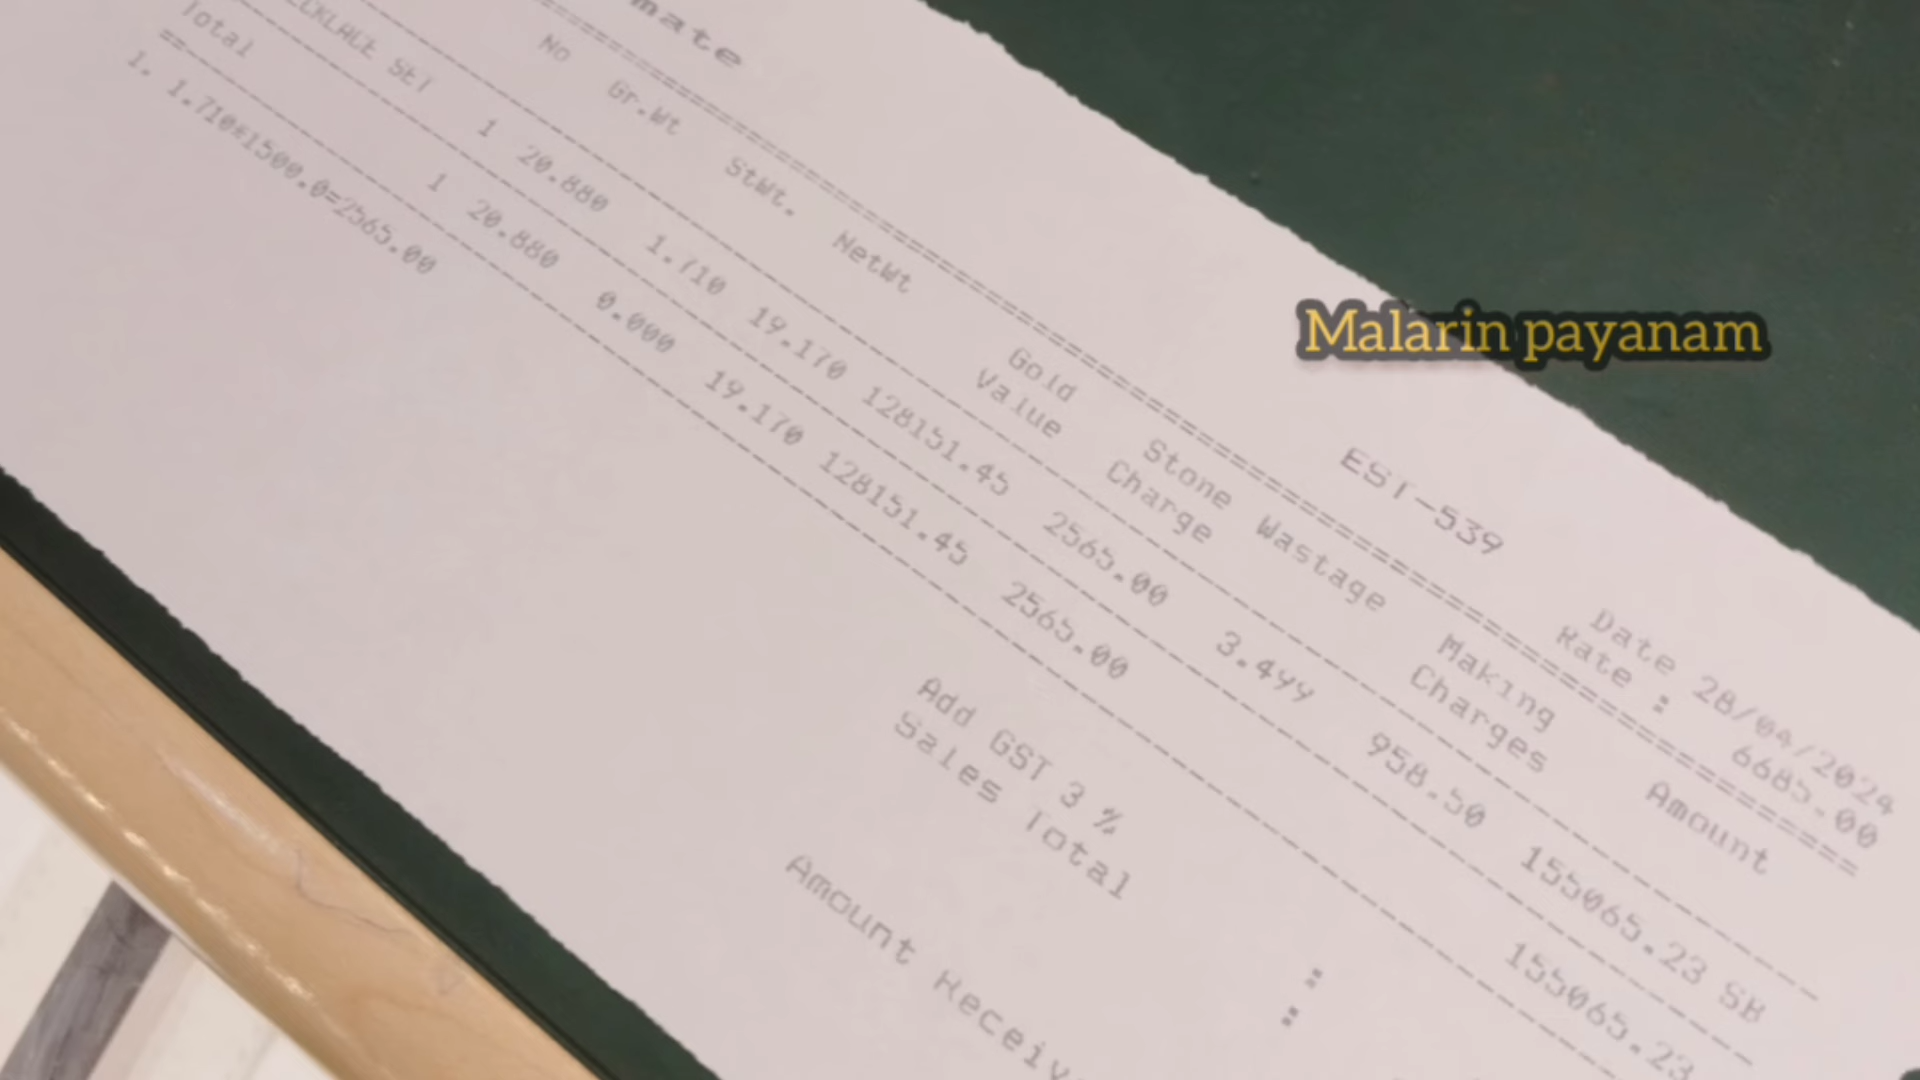 mate
EST-539
Date 28/04/2024
Rate : 6685.00
No Gr.Wt StWt. NetWt Gold Value Stone Charge Wastage Making Charges Amount
SET 1 20.880 1.710 19.170 128151.45 2565.00 3.499 958.50 155065.23 SB
Total 1 20.880 0.000 19.170 128151.45 2565.00 155065.23
1. 1.710*1500.0=2565.00
Add GST 3 % :
Sales Total :
Amount
Malarin payanam